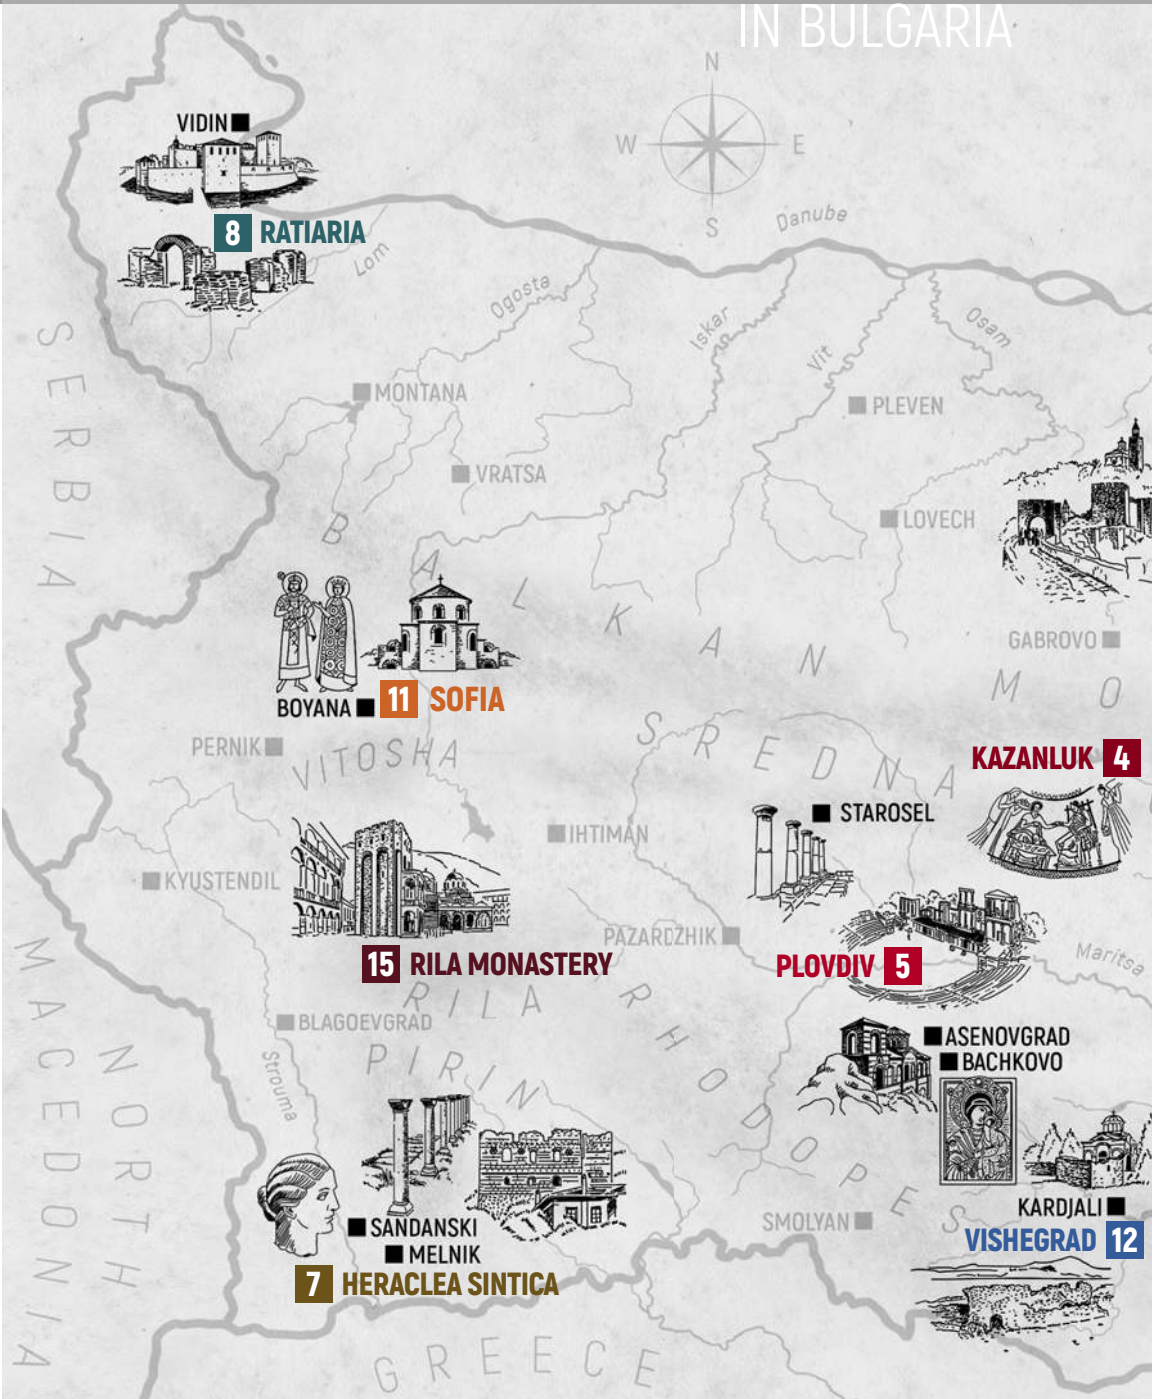 IN BULGARIA
N
W E
S
VIDIN
8 RATIARIA
Danube
Lom
Ogosta
Iskar
Vit
Osam
SERBIA
MONTANA
PLEVEN
VRATSA
LOVECH
BALKAN MO
GABROVO
BOYANA
11 SOFIA
PERNIK
VITOSHA
SREDNA
KAZANLUK 4
STAROSEL
IHTIMAN
KYUSTENDIL
PAZARDZHIK
15 RILA MONASTERY
PLOVDIV 5
Maritsa
RILA
RHODOPES
BLAGOEVGRAD
ASENOVGRAD
BACHKOVO
PIRIN
Strouma
NORTH
MACEDONIA
SANDANSKI
MELNIK
7 HERACLEA SINTICA
SMOLYAN
KARDJALI
VISHEGRAD 12
GREECE